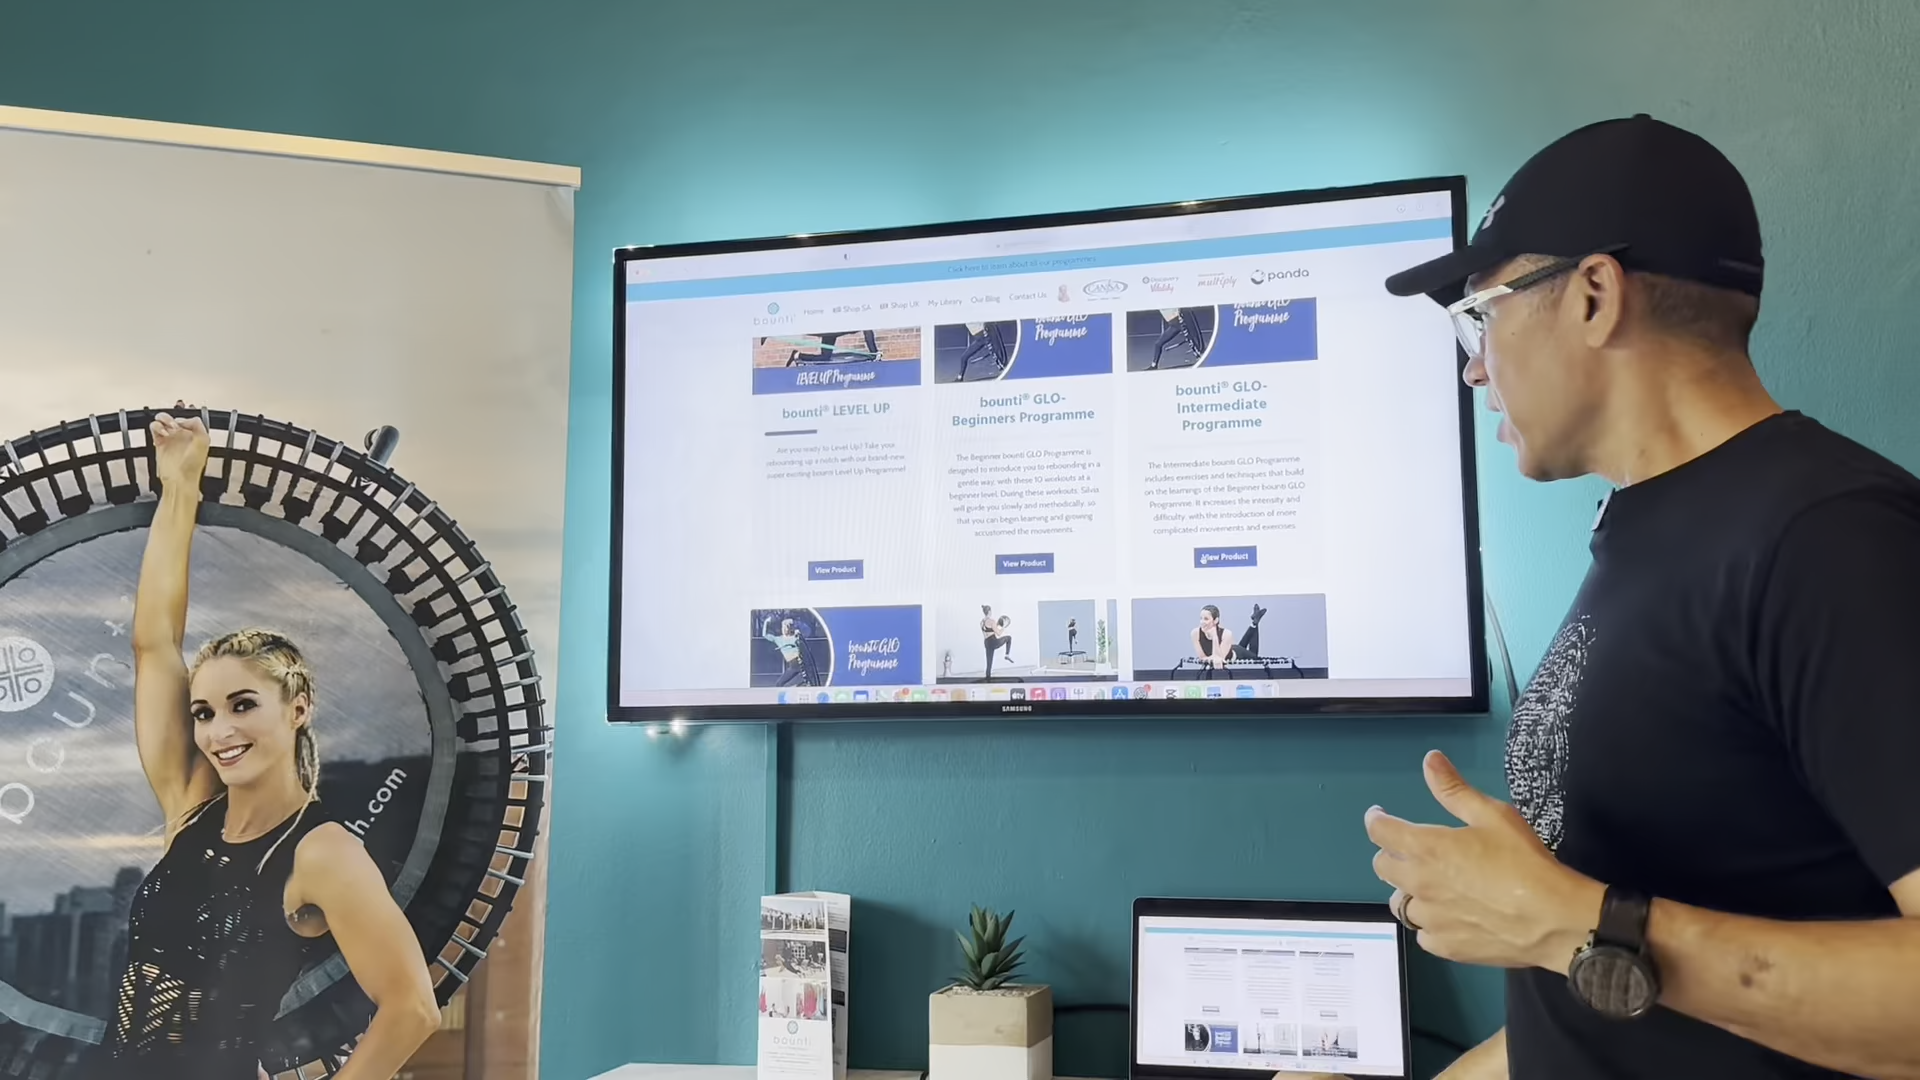 Click here to learn about all our programmes
bounti
Home
Shop SA
Shop UK
My Library
Our Blog
Contact Us
CANSA
Discovery
Vitality
multiply
panda
LEVEL UP Programme
bounti GLO
Programme
bounti GLO
Programme
bounti® LEVEL UP
Are you ready to Level Up? Take your
rebounding up a notch with our brand-new
super exciting bounti Level Up Programme!
View Product
bounti® GLO-
Beginners Programme
The Beginner bounti GLO Programme is
designed to introduce you to rebounding in a
gentle way, with these 10 workouts at a
beginner level. During these workouts, Silvia
will guide you slowly and methodically, so
that you can begin learning and growing
accustomed the movements.
View Product
bounti® GLO-
Intermediate
Programme
The Intermediate bounti GLO Programme
includes exercises and techniques that build
on the learnings of the Beginner bounti GLO
Programme. It increases the intensity and
difficulty, with the introduction of more
complicated movements and exercises.
View Product
bounti GLO
Programme
tv
SAMSUNG
bount
h.com
bounti